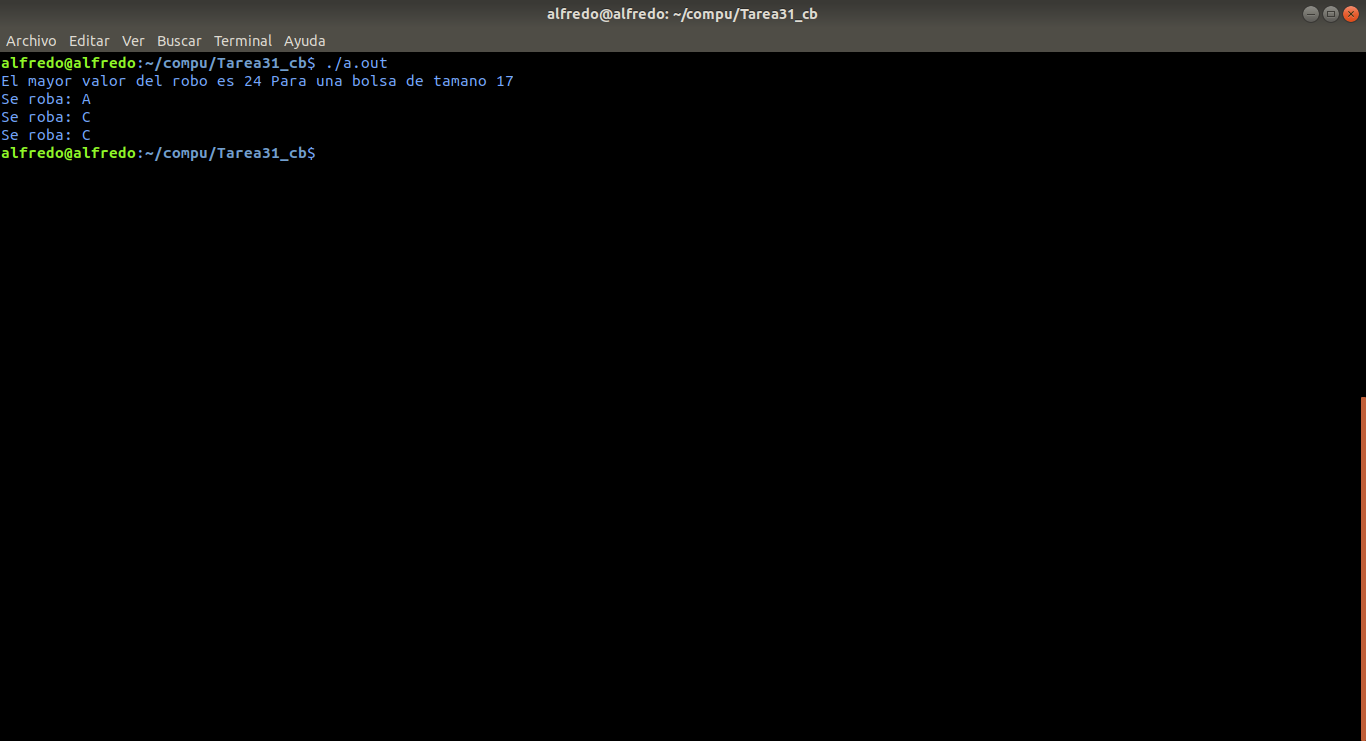 alfredo@alfredo: ~/compu/Tarea31_cb
Archivo Editar Ver Buscar Terminal Ayuda
alfredo@alfredo:~/compu/Tarea31_cb$ ./a.out
El mayor valor del robo es 24 Para una bolsa de tamano 17
Se roba: A
Se roba: C
Se roba: C
alfredo@alfredo:~/compu/Tarea31_cb$